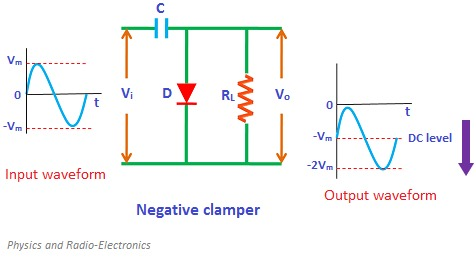 C
Vm
0
-Vm
t
Vi
D
RL
Vo
0
t
-Vm
DC level
-2Vm
Input waveform
Output waveform
Negative clamper
Physics and Radio-Electronics